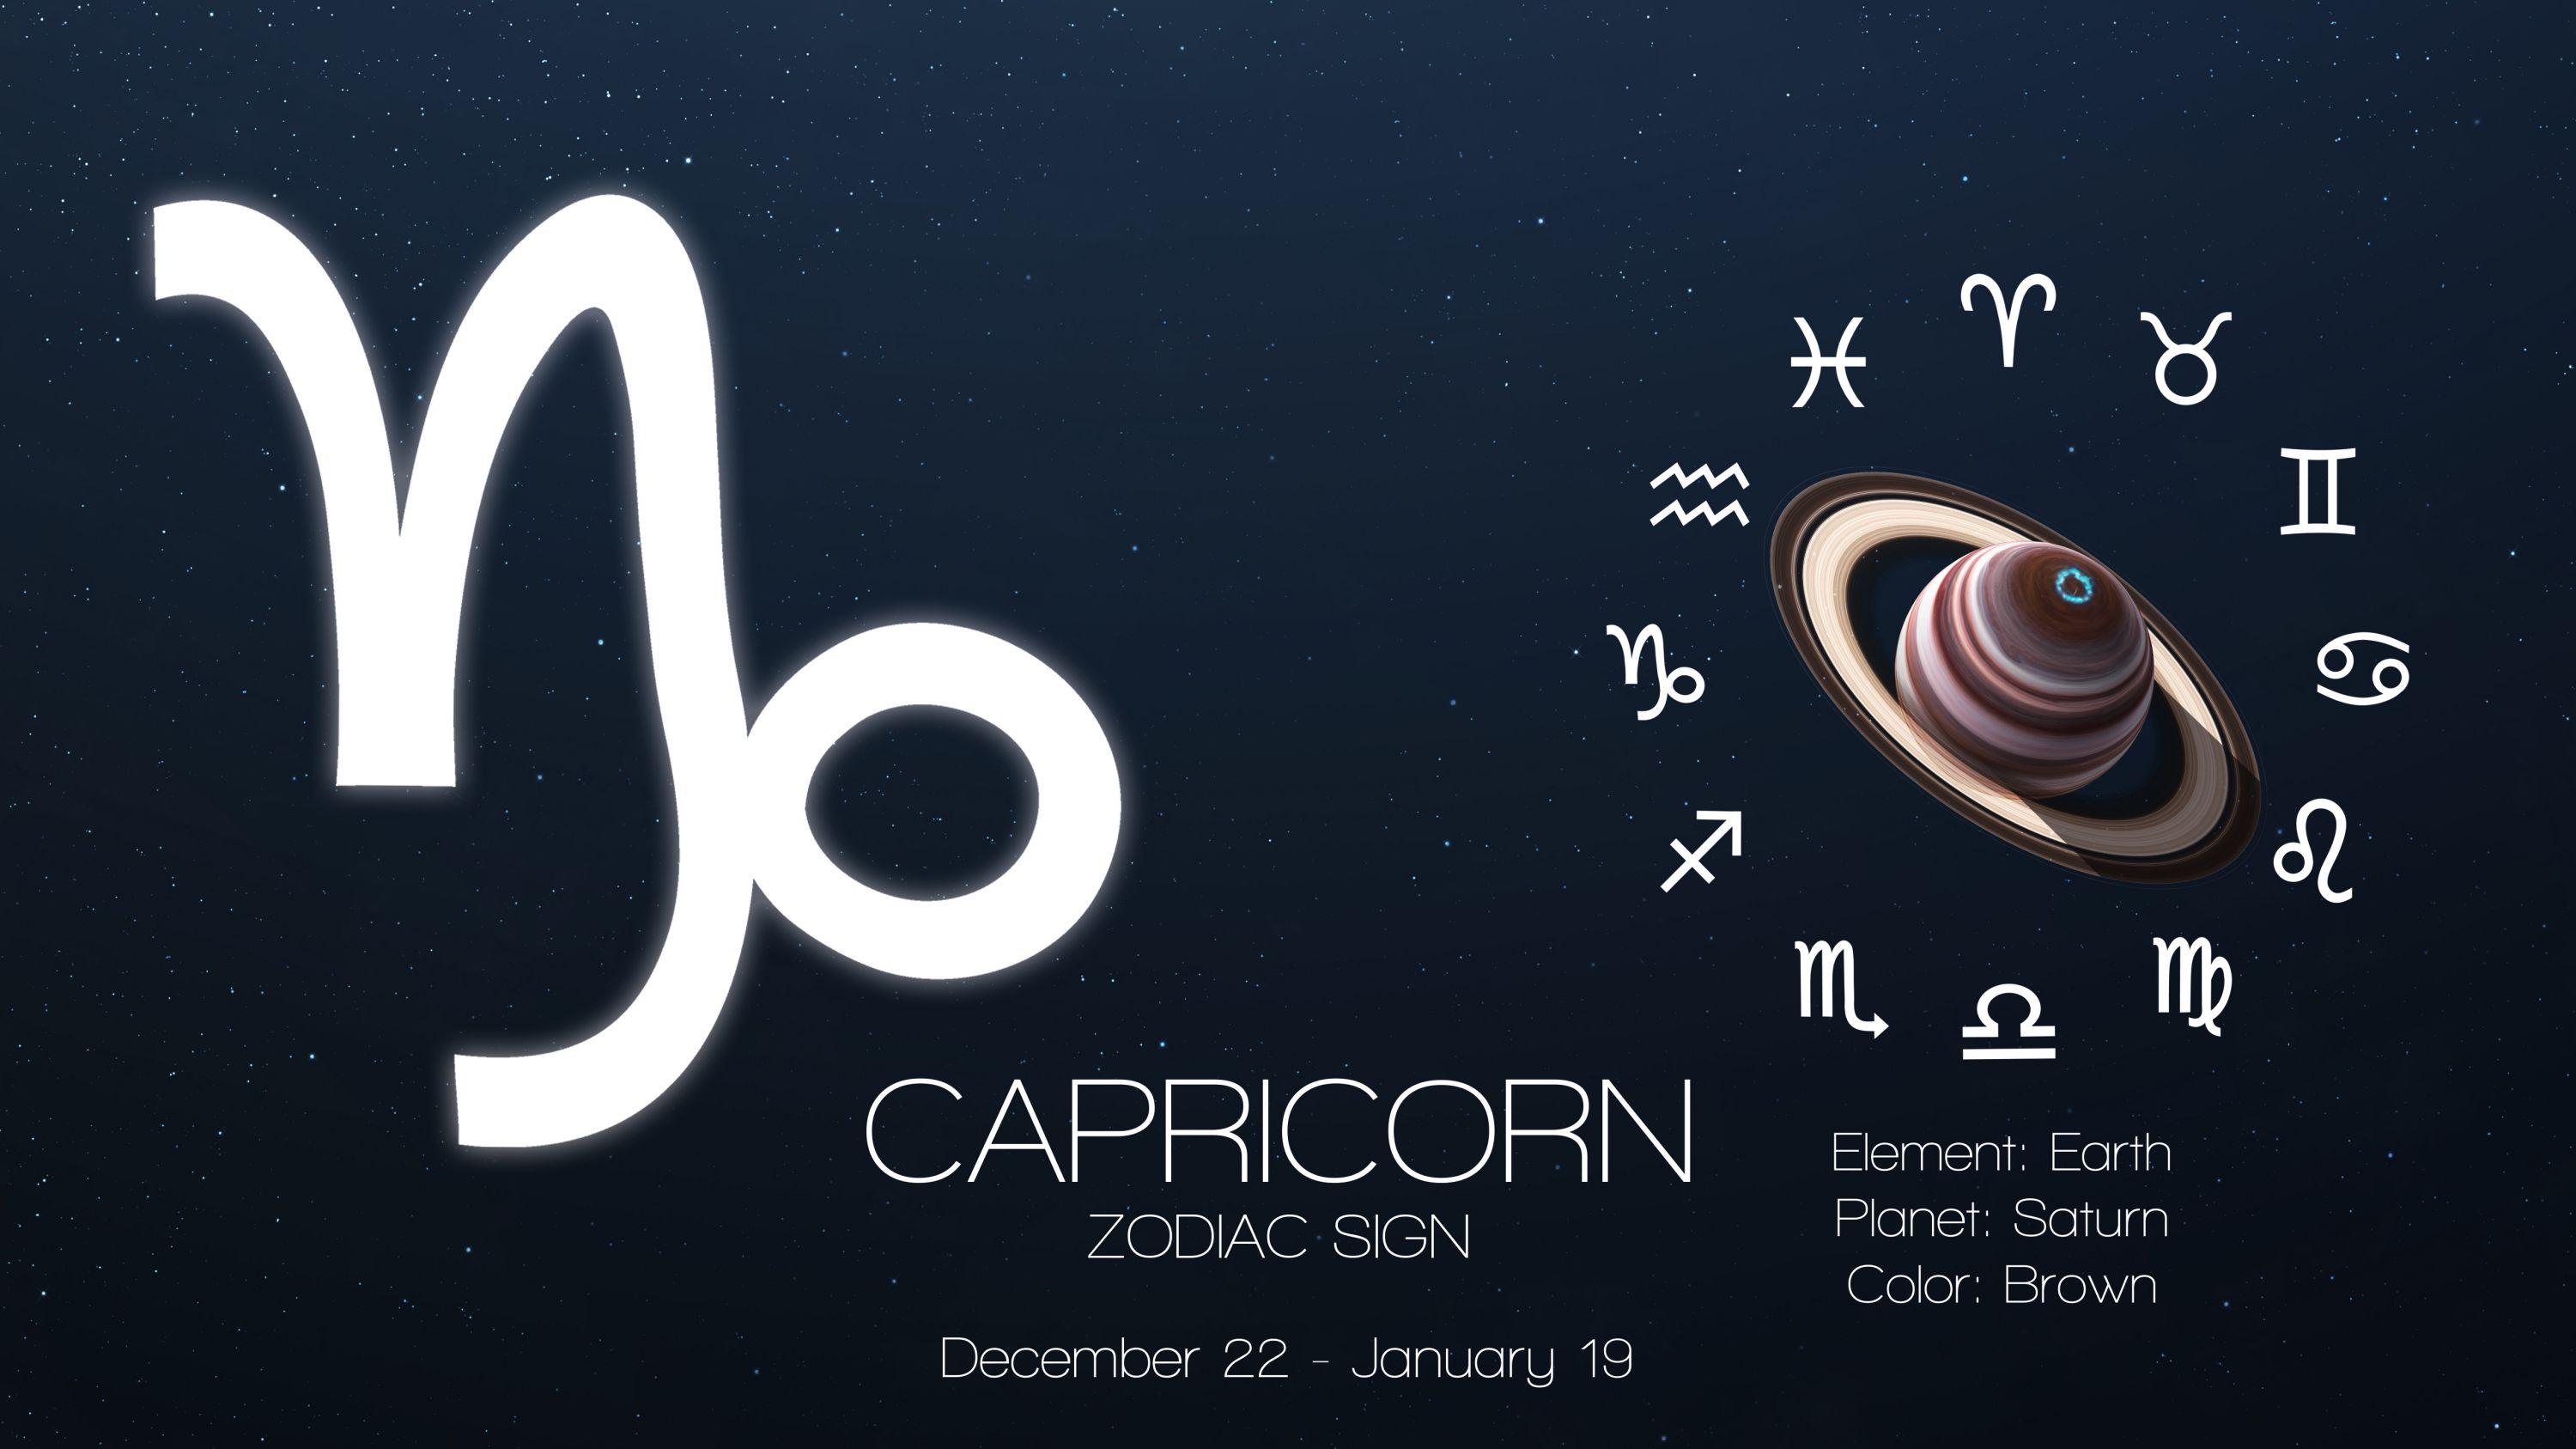 CAPRICORN
ZODIAC SIGN
December 22 - January 19
Element: Earth
Planet: Saturn
Color: Brown